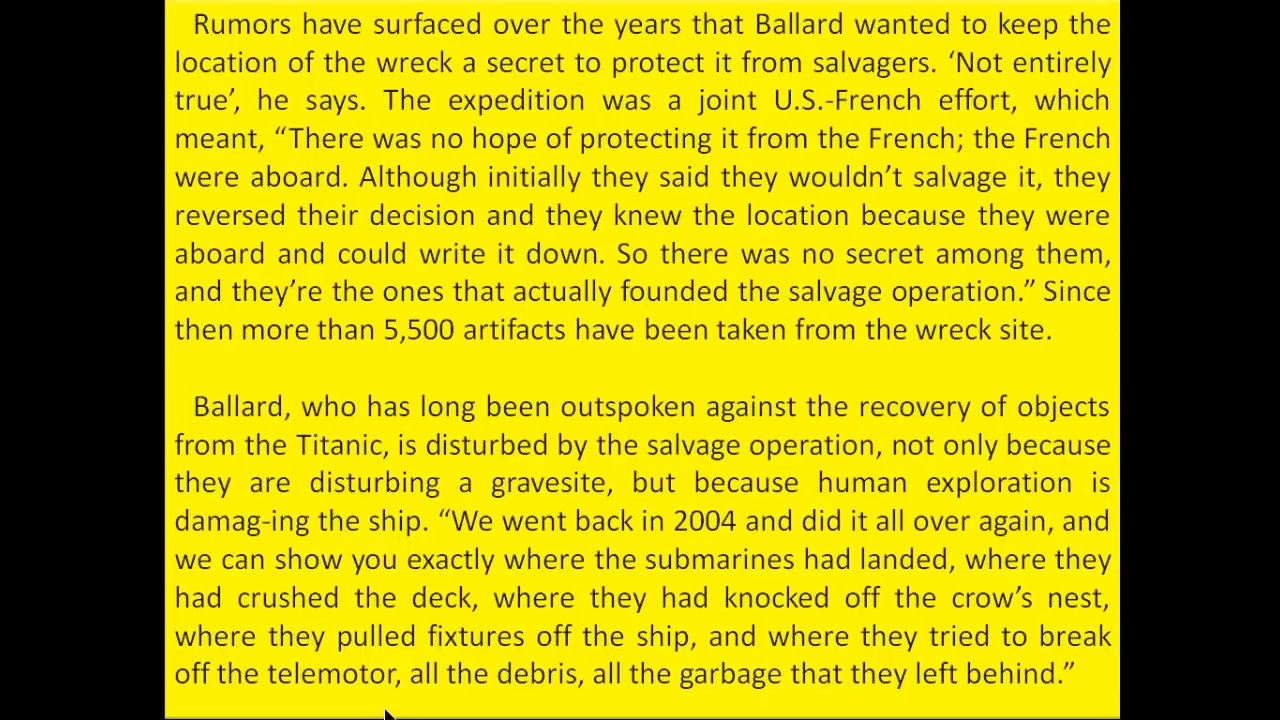 Rumors have surfaced over the years that Ballard wanted to keep the
location of the wreck a secret to protect it from salvagers. ‘Not entirely
true’, he says. The expedition was a joint U.S.-French effort, which
meant, “There was no hope of protecting it from the French; the French
were aboard. Although initially they said they wouldn’t salvage it, they
reversed their decision and they knew the location because they were
aboard and could write it down. So there was no secret among them,
and they’re the ones that actually founded the salvage operation.” Since
then more than 5,500 artifacts have been taken from the wreck site.
Ballard, who has long been outspoken against the recovery of objects
from the Titanic, is disturbed by the salvage operation, not only because
they are disturbing a gravesite, but because human exploration is
damag-ing the ship. “We went back in 2004 and did it all over again, and
we can show you exactly where the submarines had landed, where they
had crushed the deck, where they had knocked off the crow’s nest,
where they pulled fixtures off the ship, and where they tried to break
off the telemotor, all the debris, all the garbage that they left behind.”